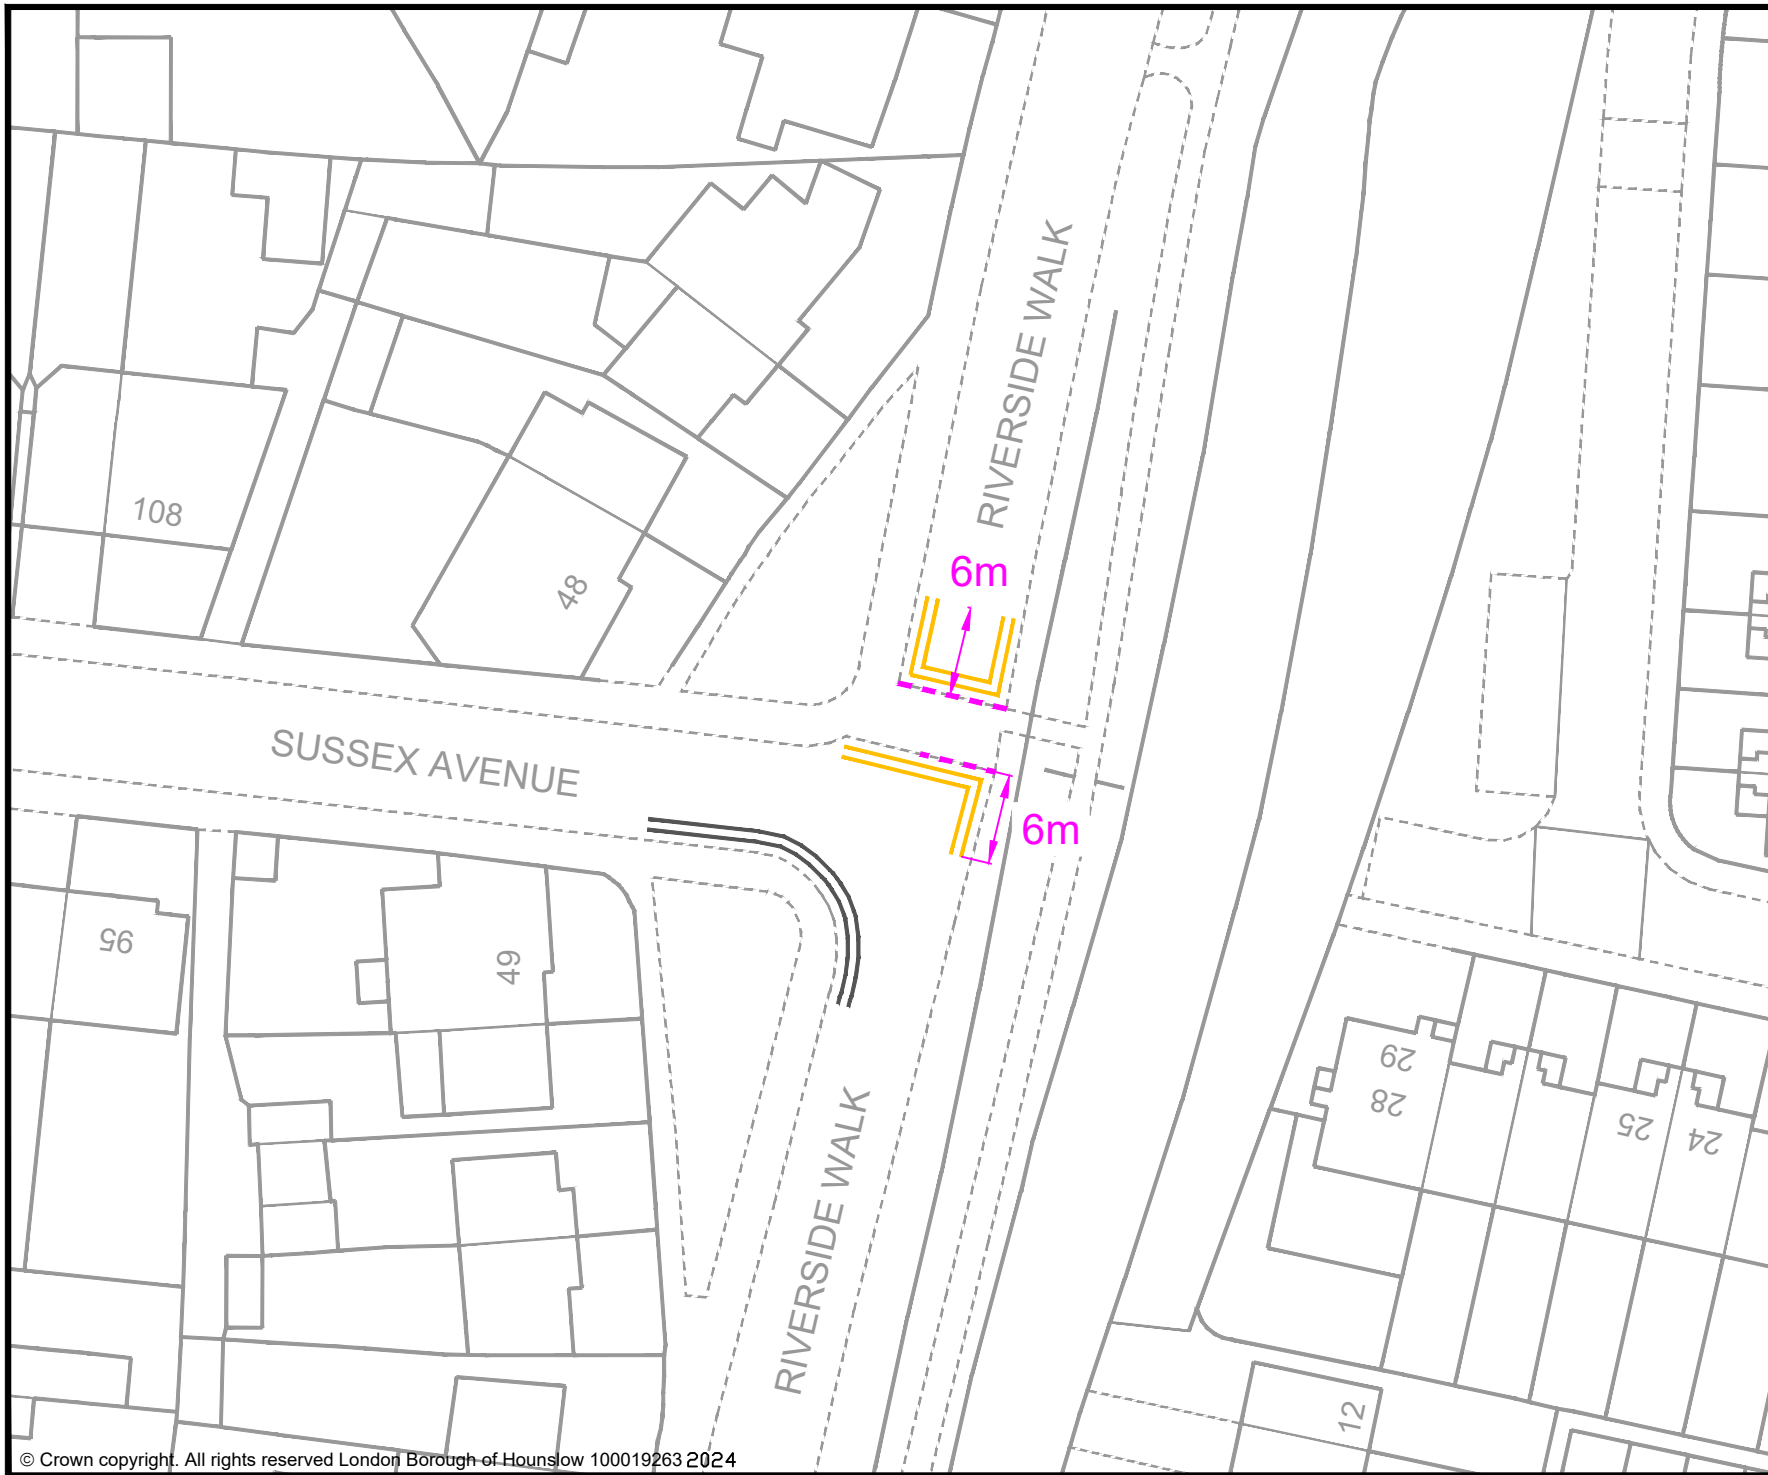 RIVERSIDE WALK
108
48
6m
SUSSEX AVENUE
6m
95
49
29
28
25
24
RIVERSIDE WALK
12
© Crown copyright. All rights reserved London Borough of Hounslow 100019263 2024